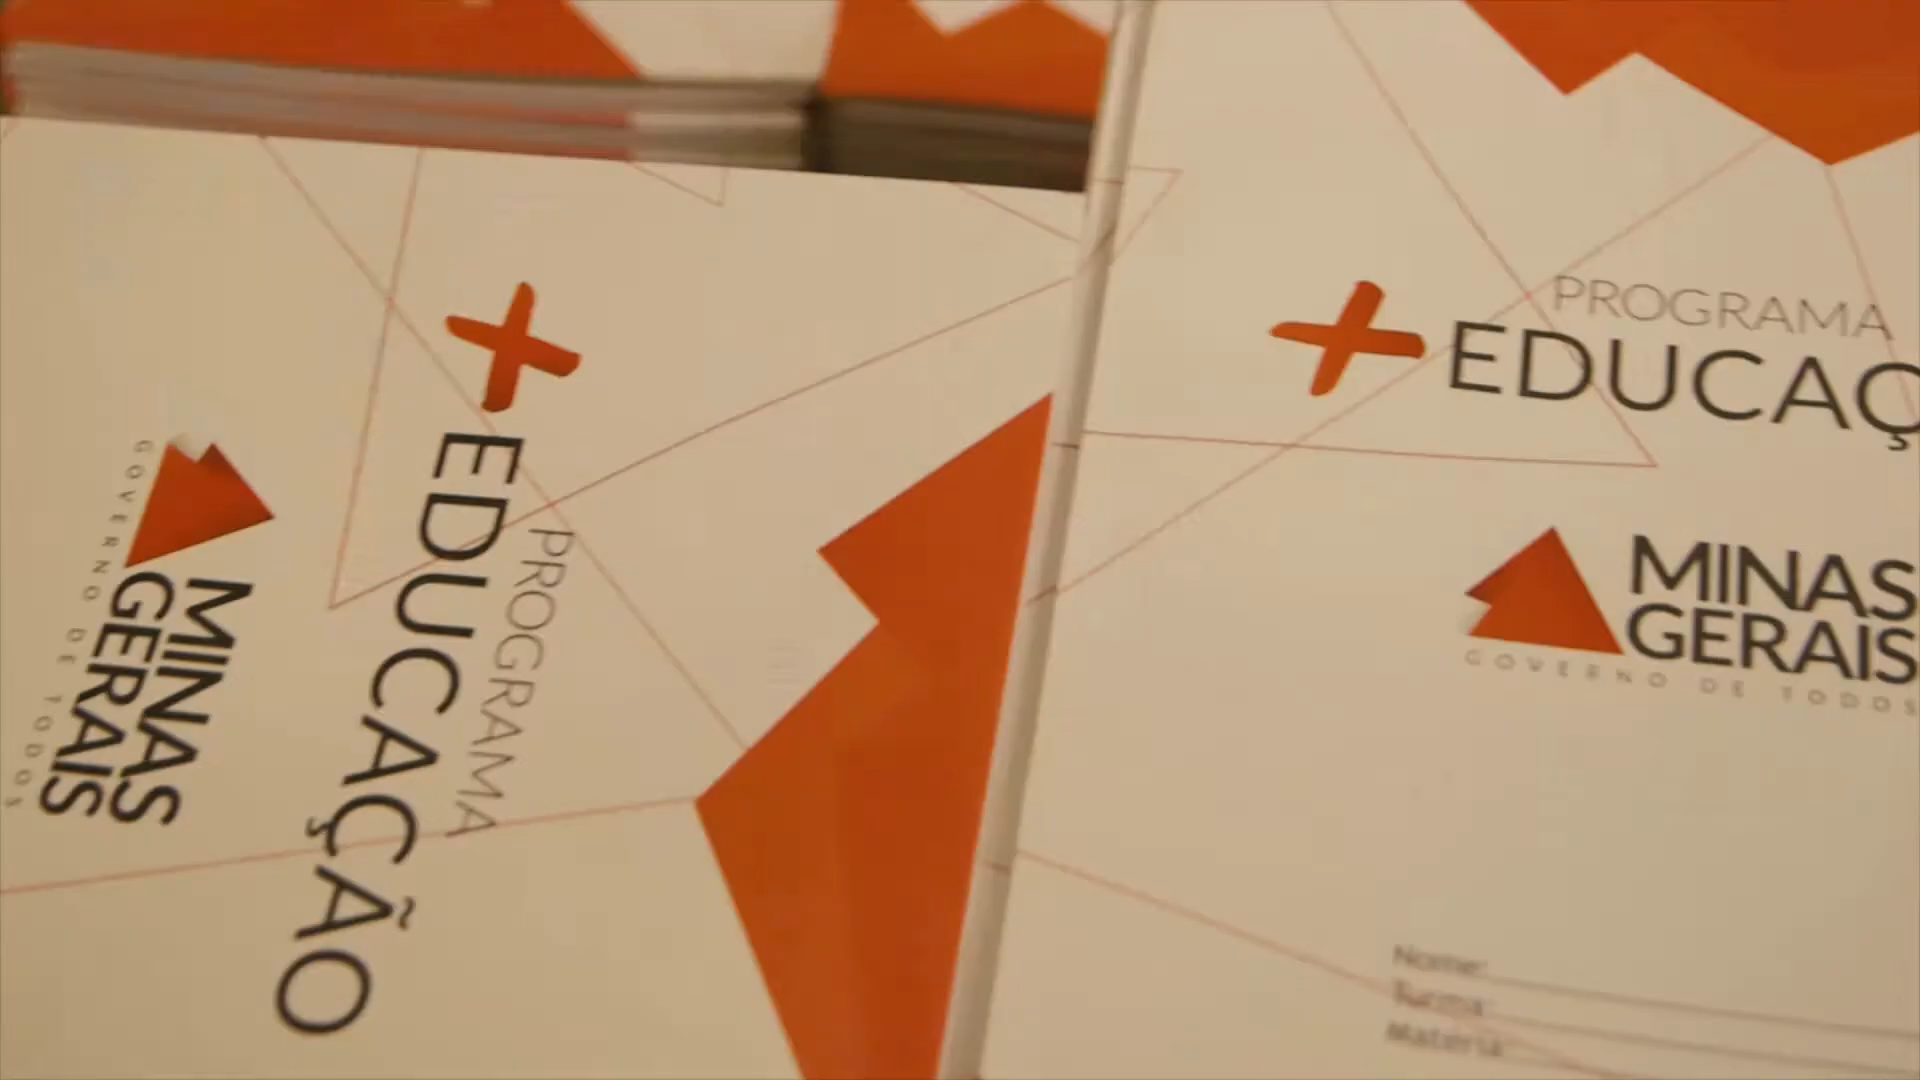 PROGRAMA
EDUCAÇÃO
MINAS
GERAIS
GOVERNO DE TODOS
PROGRAMA
EDUCAÇ
MINAS
GERAIS
GOVERNO DE TODOS
Nome:
Turma:
Matéria: